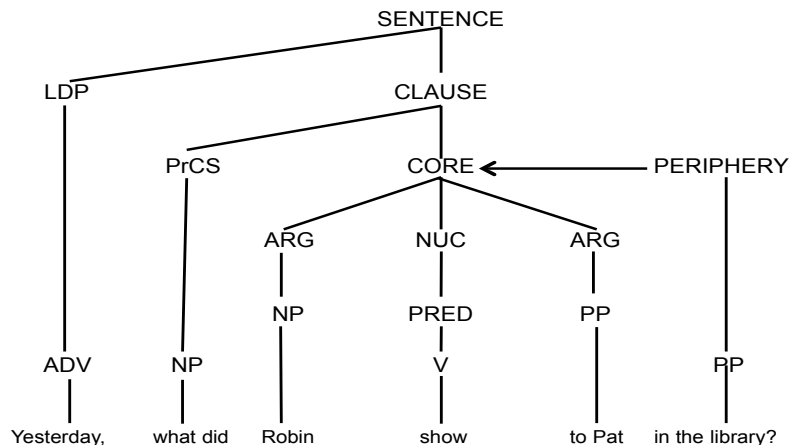 SENTENCE
LDP CLAUSE
PrCS CORE PERIPHERY
ARG NUC ARG
NP PRED PP
ADV NP V PP
Yesterday, what did Robin show to Pat in the library?